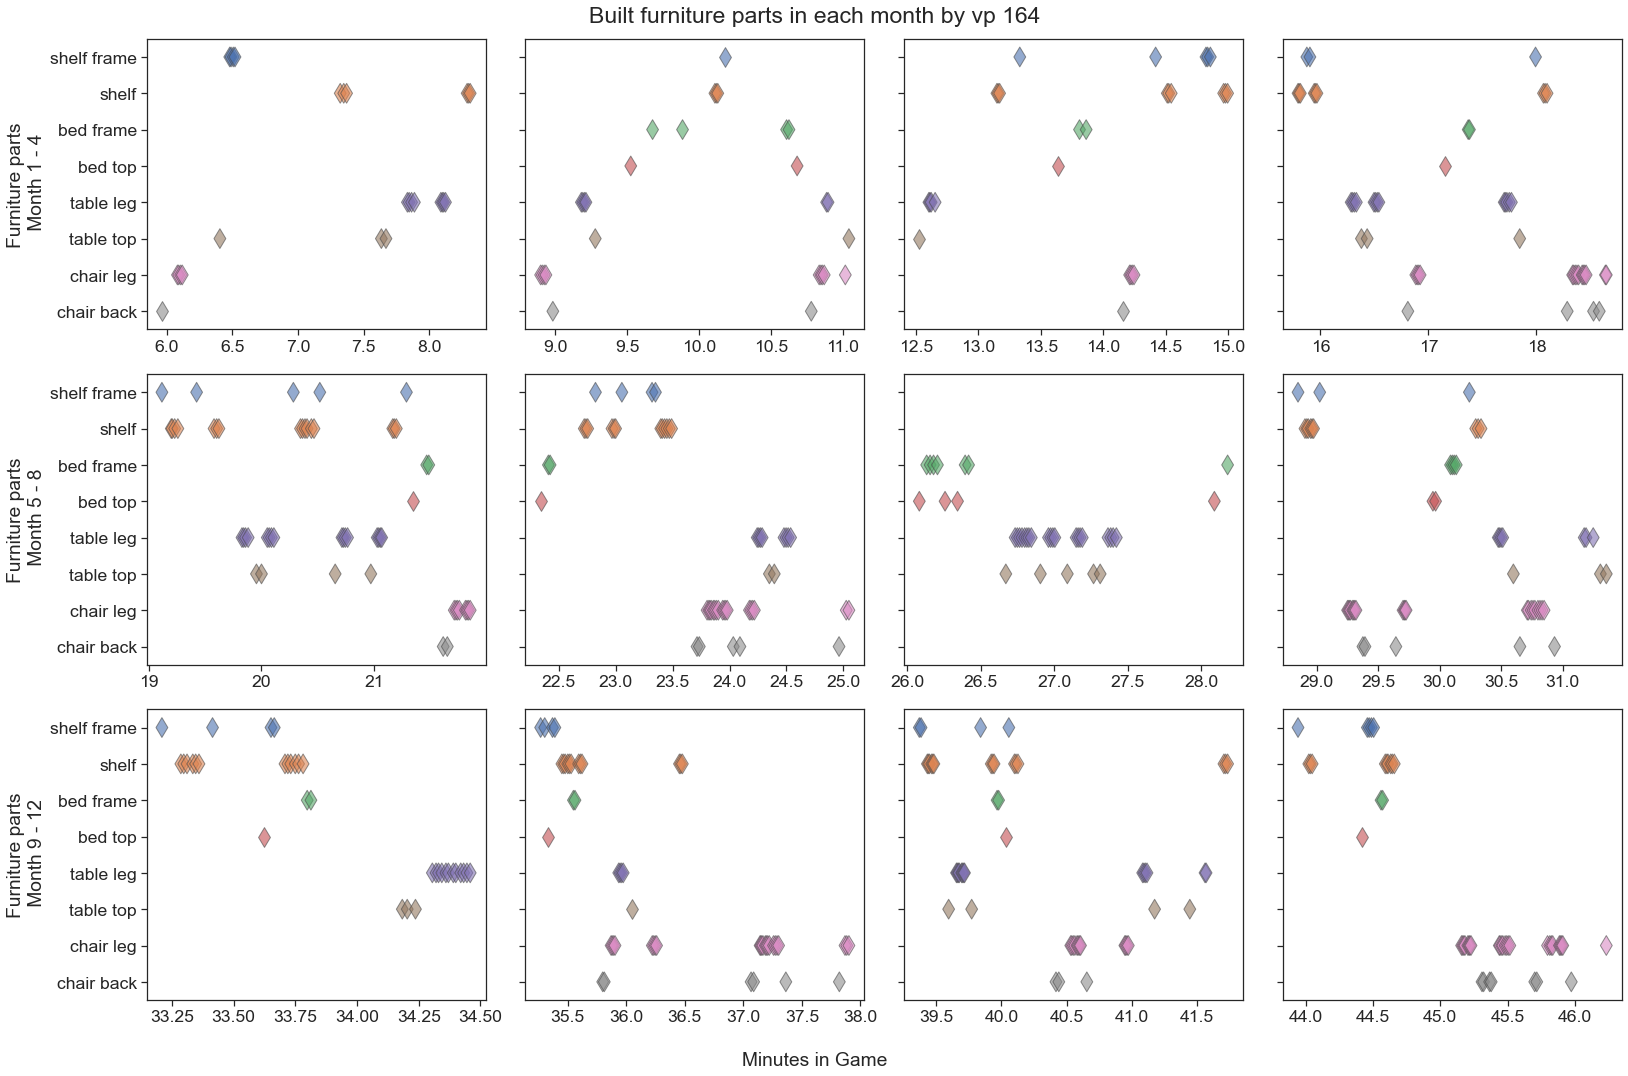 Built furniture parts in each month by vp 164
Furniture parts
Month 1 - 4
shelf frame
shelf
bed frame
bed top
table leg
table top
chair leg
chair back
6.0 6.5 7.0 7.5 8.0
9.0 9.5 10.0 10.5 11.0
12.5 13.0 13.5 14.0 14.5 15.0
16 17 18
Furniture parts
Month 5 - 8
shelf frame
shelf
bed frame
bed top
table leg
table top
chair leg
chair back
19 20 21
22.5 23.0 23.5 24.0 24.5 25.0
26.0 26.5 27.0 27.5 28.0
29.0 29.5 30.0 30.5 31.0
Furniture parts
Month 9 - 12
shelf frame
shelf
bed frame
bed top
table leg
table top
chair leg
chair back
33.25 33.50 33.75 34.00 34.25 34.50
35.5 36.0 36.5 37.0 37.5 38.0
39.5 40.0 40.5 41.0 41.5
44.0 44.5 45.0 45.5 46.0
Minutes in Game